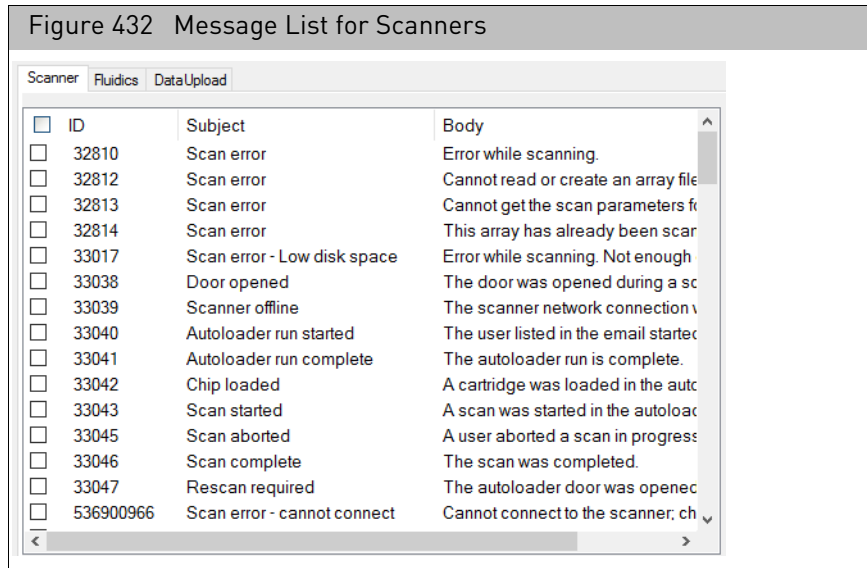 Figure 432 Message List for Scanners
Scanner Fluidics DataUpload
ID Subject Body
32810 Scan error Error while scanning.
32812 Scan error Cannot read or create an array file
32813 Scan error Cannot get the scan parameters
32814 Scan error This array has already been
33017 Scan error - Low disk space Error while scanning. Not enough
33038 Door opened The door was opened during a
33039 Scanner offline The scanner network connection
33040 Autoloader run started The user listed in the email
33041 Autoloader run complete The autoloader run is complete.
33042 Chip loaded A cartridge was loaded in the
33043 Scan started A scan was started in the
33045 Scan aborted A user aborted a scan in progress
33046 Scan complete The scan was completed.
33047 Rescan required The autoloader door was
536900966 Scan error - cannot connect Cannot connect to the scanner; ch